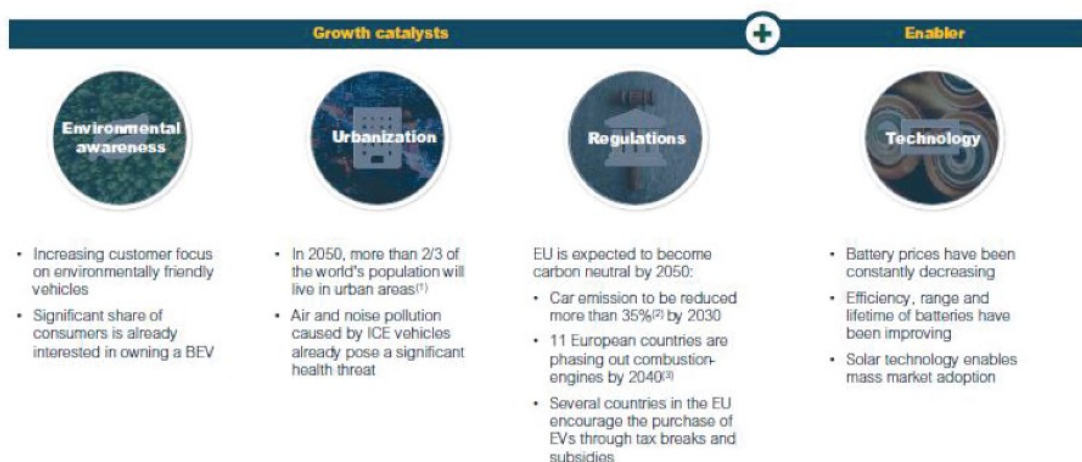 Growth catalysts
Enabler
Environmental
awareness
Urbanization
Regulations
Technology
• Increasing customer focus
on environmentally friendly
vehicles
• Significant share of
consumers is already
interested in owning a BEV
• In 2050, more than 2/3 of
the world's population will
live in urban areas(1)
• Air and noise pollution
caused by ICE vehicles
already pose a significant
health threat
EU is expected to become
carbon neutral by 2050:
• Car emission to be reduced
more than 35%(2) by 2030
• 11 European countries are
phasing out combustion-
engines by 2040(3)
• Several countries in the EU
encourage the purchase of
EVs through tax breaks and
subsidies
• Battery prices have been
constantly decreasing
• Efficiency, range and
lifetime of batteries have
been improving
• Solar technology enables
mass market adoption